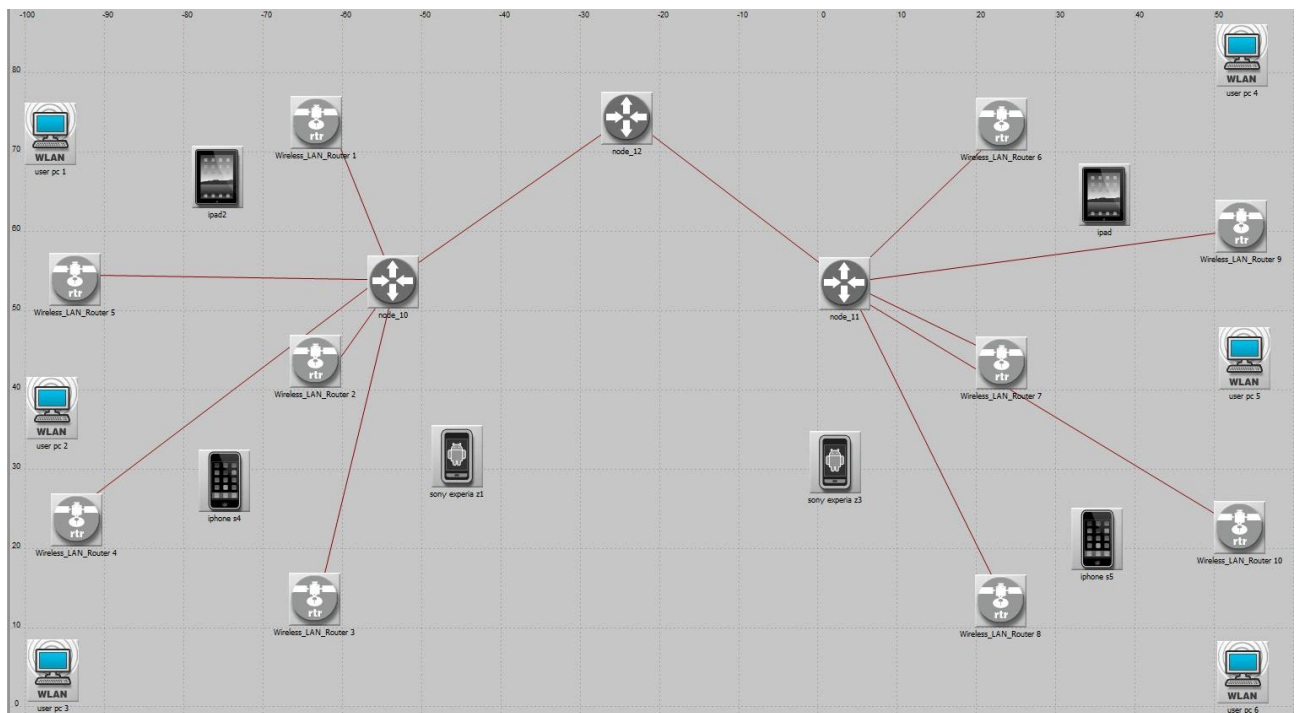 -100 -90 -80 -70 -60 -50 -40 -30 -20 -10 0 10 20 30 40 50
80
WLAN
user pc 4
rtr
Wireless_LAN_Router 1
node_12
rtr
Wireless_LAN_Router 6
70
WLAN
user pc 1
ipad2
ipad
60
rtr
Wireless_LAN_Router 9
rtr
Wireless_LAN_Router 5
node_10
node_11
50
rtr
Wireless_LAN_Router 2
rtr
Wireless_LAN_Router 7
WLAN
user pc 5
40
WLAN
user pc 2
30
sony experia z1
sony experia z3
iphone s4
rtr
Wireless_LAN_Router 4
rtr
Wireless_LAN_Router 10
20
iphone s5
rtr
Wireless_LAN_Router 3
rtr
Wireless_LAN_Router 8
10
WLAN
user pc 3
WLAN
user pc 6
0